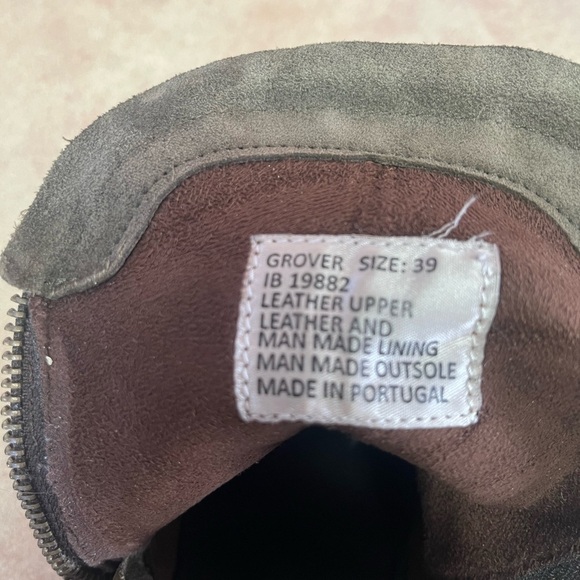 GROVER SIZE: 39
IB 19882
LEATHER UPPER
LEATHER AND
MAN MADE LINING
MAN MADE OUTSOLE
MADE IN PORTUGAL